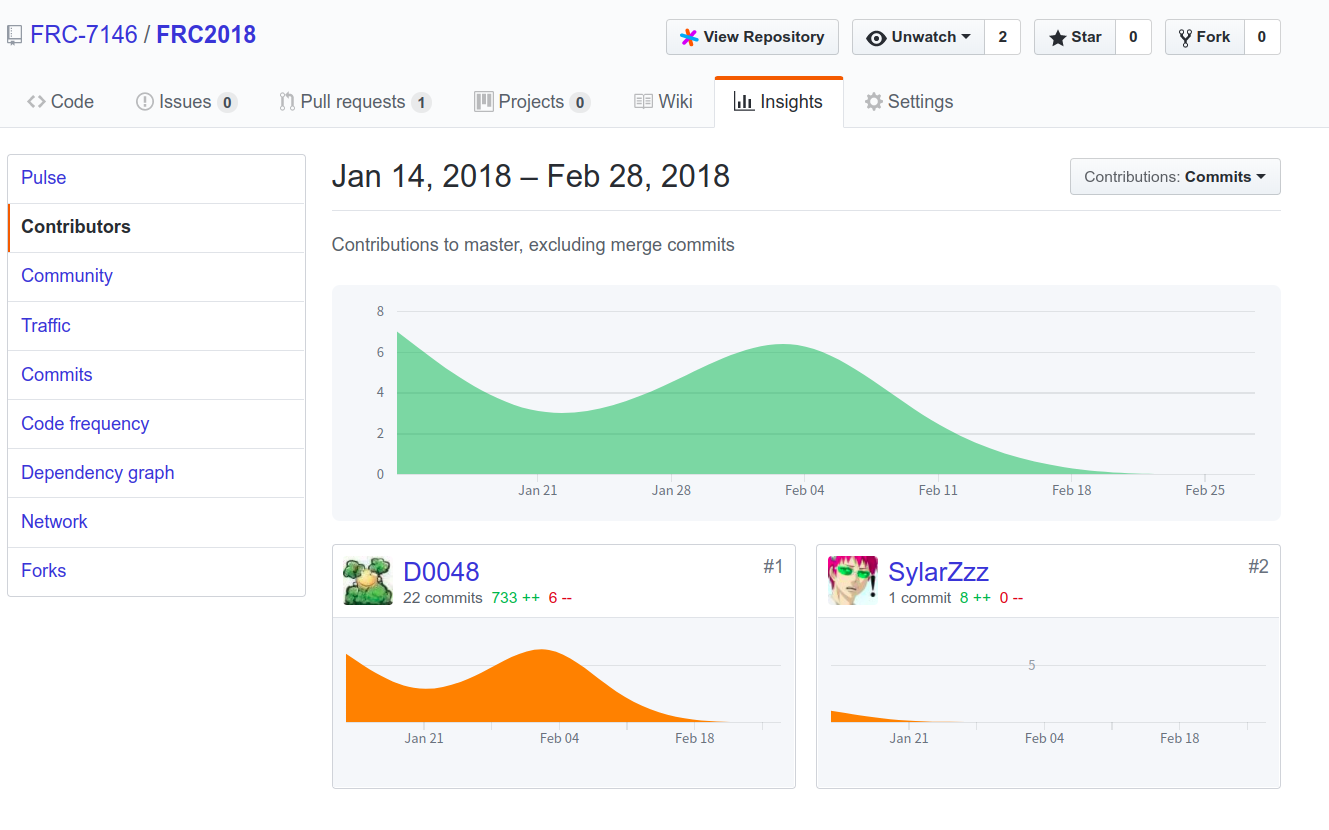 FRC-7146 / FRC2018
View Repository
Unwatch 2
Star 0
Fork 0
Code Issues 0 Pull requests 1 Projects 0 Wiki Insights Settings
Pulse
Contributors
Community
Traffic
Commits
Code frequency
Dependency graph
Network
Forks
Jan 14, 2018 – Feb 28, 2018
Contributions: Commits
Contributions to master, excluding merge commits
8
6
4
2
0
Jan 21 Jan 28 Feb 04 Feb 11 Feb 18 Feb 25
D0048 #1
22 commits 733 ++ 6 --
Jan 21 Feb 04 Feb 18
SylarZzz #2
1 commit 8 ++ 0 --
5
Jan 21 Feb 04 Feb 18